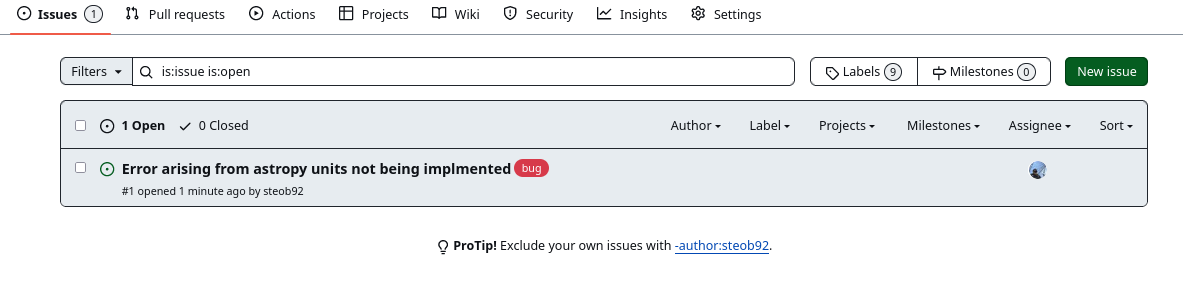 Issues 1 Pull requests Actions Projects Wiki Security Insights Settings
Filters is:issue is:open Labels 9 Milestones 0 New issue
1 Open 0 Closed Author Label Projects Milestones Assignee Sort
Error arising from astropy units not being implmented bug
#1 opened 1 minute ago by steob92
ProTip! Exclude your own issues with -author:steob92.